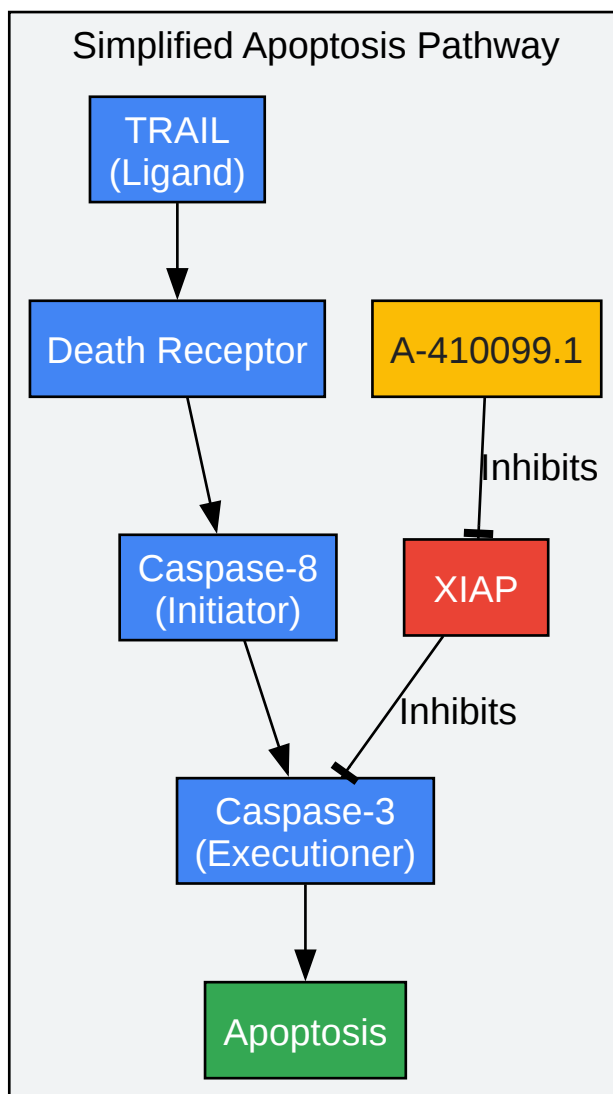 Simplified Apoptosis Pathway
TRAIL
(Ligand)
Death Receptor
A-410099.1
Inhibits
Caspase-8
(Initiator)
XIAP
Inhibits
Caspase-3
(Executioner)
Apoptosis